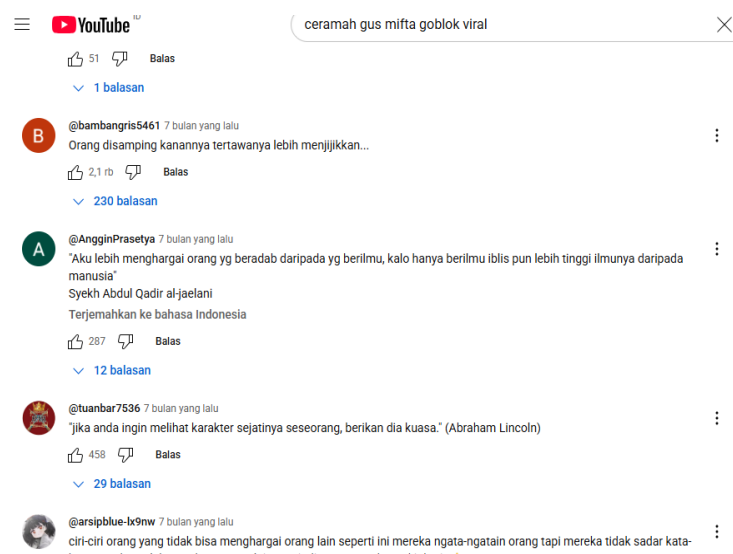 YouTube ID
ceramah gus mifta goblok viral
51 Balas
1 balasan
B
@bambangris5461 7 bulan yang lalu
Orang disamping kanannya tertawanya lebih menjijikkan...
2,1 rb Balas
230 balasan
A
@AngginPrasetya 7 bulan yang lalu
"Aku lebih menghargai orang yg beradab daripada yg berilmu, kalo hanya berilmu iblis pun lebih tinggi ilmunya daripada
manusia"
Syekh Abdul Qadir al-jaelani
Terjemahkan ke bahasa Indonesia
287 Balas
12 balasan
@tuanbar7536 7 bulan yang lalu
"jika anda ingin melihat karakter sejatinya seseorang, berikan dia kuasa." (Abraham Lincoln)
458 Balas
29 balasan
@arsipblue-lx9nw 7 bulan yang lalu
ciri-ciri orang yang tidak bisa menghargai orang lain seperti ini mereka ngata-ngatain orang tapi mereka tidak sadar kata-